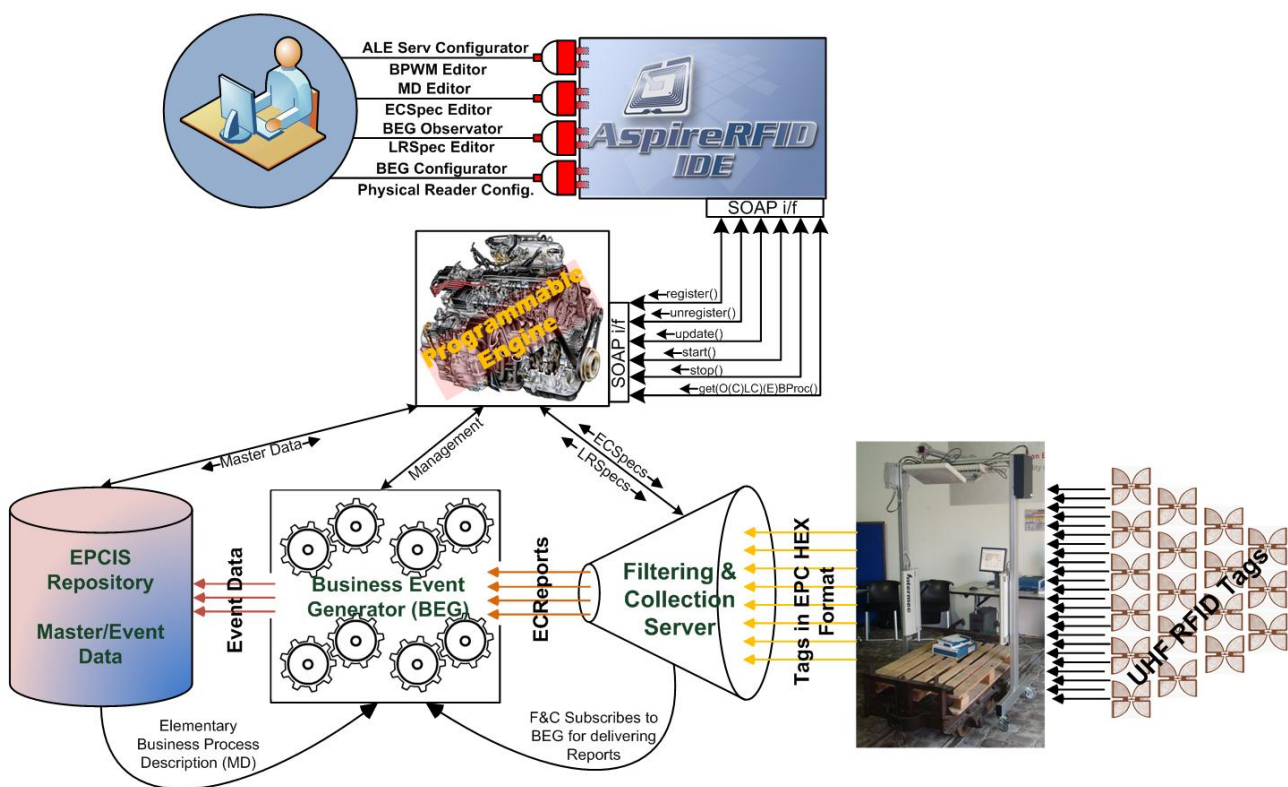 ALE Serv Configurator
BPWM Editor
MD Editor
ECSpec Editor
BEG Observator
LRSpec Editor
BEG Configurator
Physical Reader Config.
AspireRFID
IDE
SOAP i/f
Programmable
Engine
SOAP i/f
register()
unregister()
update()
start()
stop()
get(O(C)LC)(E)BProc()
Master Data
Management
ECSpecs
LRSpecs
EPCIS
Repository
Master/Event
Data
Event Data
Business Event
Generator (BEG)
ECReports
Filtering &
Collection
Server
Tags in EPC HEX
Format
Intermec
UHF RFID Tags
Elementary
Business Process
Description (MD)
F&C Subscribes to
BEG for delivering
Reports